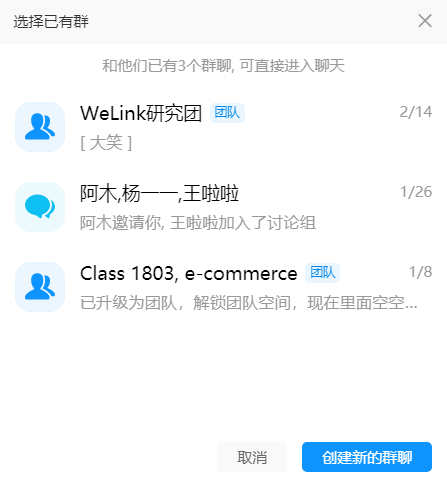 选择已有群
和他们已有3个群聊, 可直接进入聊天
WeLink研究团 团队 2/14
[ 大笑 ]
阿木,杨一一,王啦啦 1/26
阿木邀请你, 王啦啦加入了讨论组
Class 1803, e-commerce 团队 1/8
已升级为团队，解锁团队空间，现在里面空空...
取消 创建新的群聊